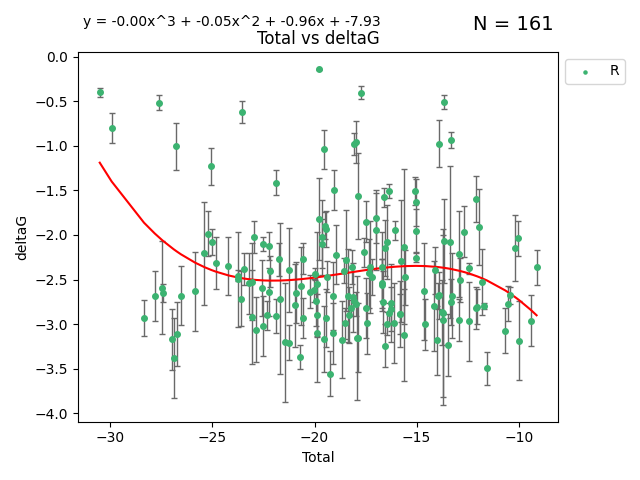 y = -0.00x^3 + -0.05x^2 + -0.96x + -7.93
N = 161
Total vs deltaG
R
0.0
−0.5
−1.0
−1.5
−2.0
−2.5
−3.0
−3.5
−4.0
deltaG
−30 −25 −20 −15 −10
Total